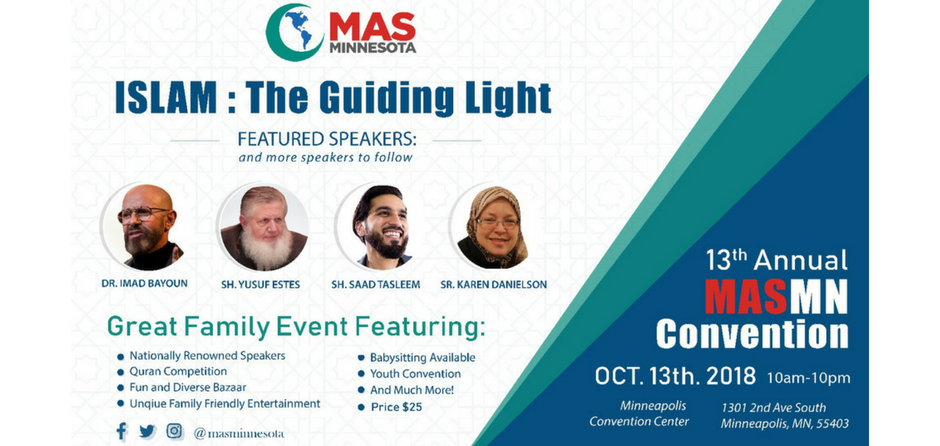 MAS
MINNESOTA
ISLAM : The Guiding Light
FEATURED SPEAKERS:
and more speakers to follow
DR. IMAD BAYOUN
SH. YUSUF ESTES
SH. SAAD TASLEEM
SR. KAREN DANIELSON
Great Family Event Featuring:
Nationally Renowned Speakers
Quran Competition
Fun and Diverse Bazaar
Unqiue Family Friendly Entertainment
Babysitting Available
Youth Convention
And Much More!
Price $25
@masminnesota
13th Annual
MASMN
Convention
OCT. 13th. 2018 10am-10pm
Minneapolis
Convention Center
1301 2nd Ave South
Minneapolis, MN, 55403